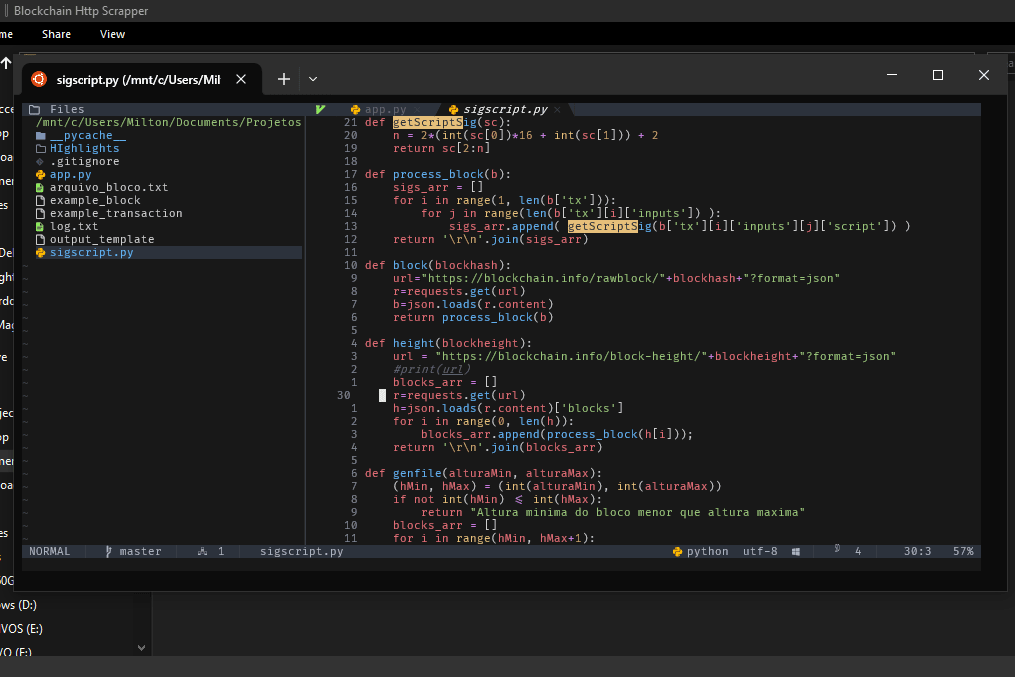 Blockchain Http Scrapper
me Share View
sigscript.py (/mnt/c/Users/Mil
Files
app.py
sigscript.py
/mnt/c/Users/Milton/Documents/Projetos
__pycache__
HIghlights
.gitignore
app.py
arquivo_bloco.txt
example_block
example_transaction
log.txt
output_template
sigscript.py
21 def getScriptSig(sc):
20 n = 2*(int(sc[0])*16 + int(sc[1])) + 2
19 return sc[2:n]
18
17 def process_block(b):
16 sigs_arr = []
15 for i in range(1, len(b['tx'])):
14 for j in range(len(b['tx'][i]['inputs']) ):
13 sigs_arr.append( getScriptSig(b['tx'][i]['inputs'][j]['script']) )
12 return '\r\n'.join(sigs_arr)
11
10 def block(blockhash):
9 url="https://blockchain.info/rawblock/"+blockhash+"?format=json"
8 r=requests.get(url)
7 b=json.loads(r.content)
6 return process_block(b)
5
4 def height(blockheight):
3 url = "https://blockchain.info/block-height/"+blockheight+"?format=json"
2 #print(url)
1 blocks_arr = []
30 r=requests.get(url)
1 h=json.loads(r.content)['blocks']
2 for i in range(0, len(h)):
3 blocks_arr.append(process_block(h[i]));
4 return '\r\n'.join(blocks_arr)
5
6 def genfile(alturaMin, alturaMax):
7 (hMin, hMax) = (int(alturaMin), int(alturaMax))
8 if not int(hMin) ⩽ int(hMax):
9 return "Altura minima do bloco menor que altura maxima"
10 blocks_arr = []
11 for i in range(hMin, hMax+1):
NORMAL master 1 sigscript.py python utf-8 4 30:3 57%
ws (D:)
VOS (E:)
VO (F:)